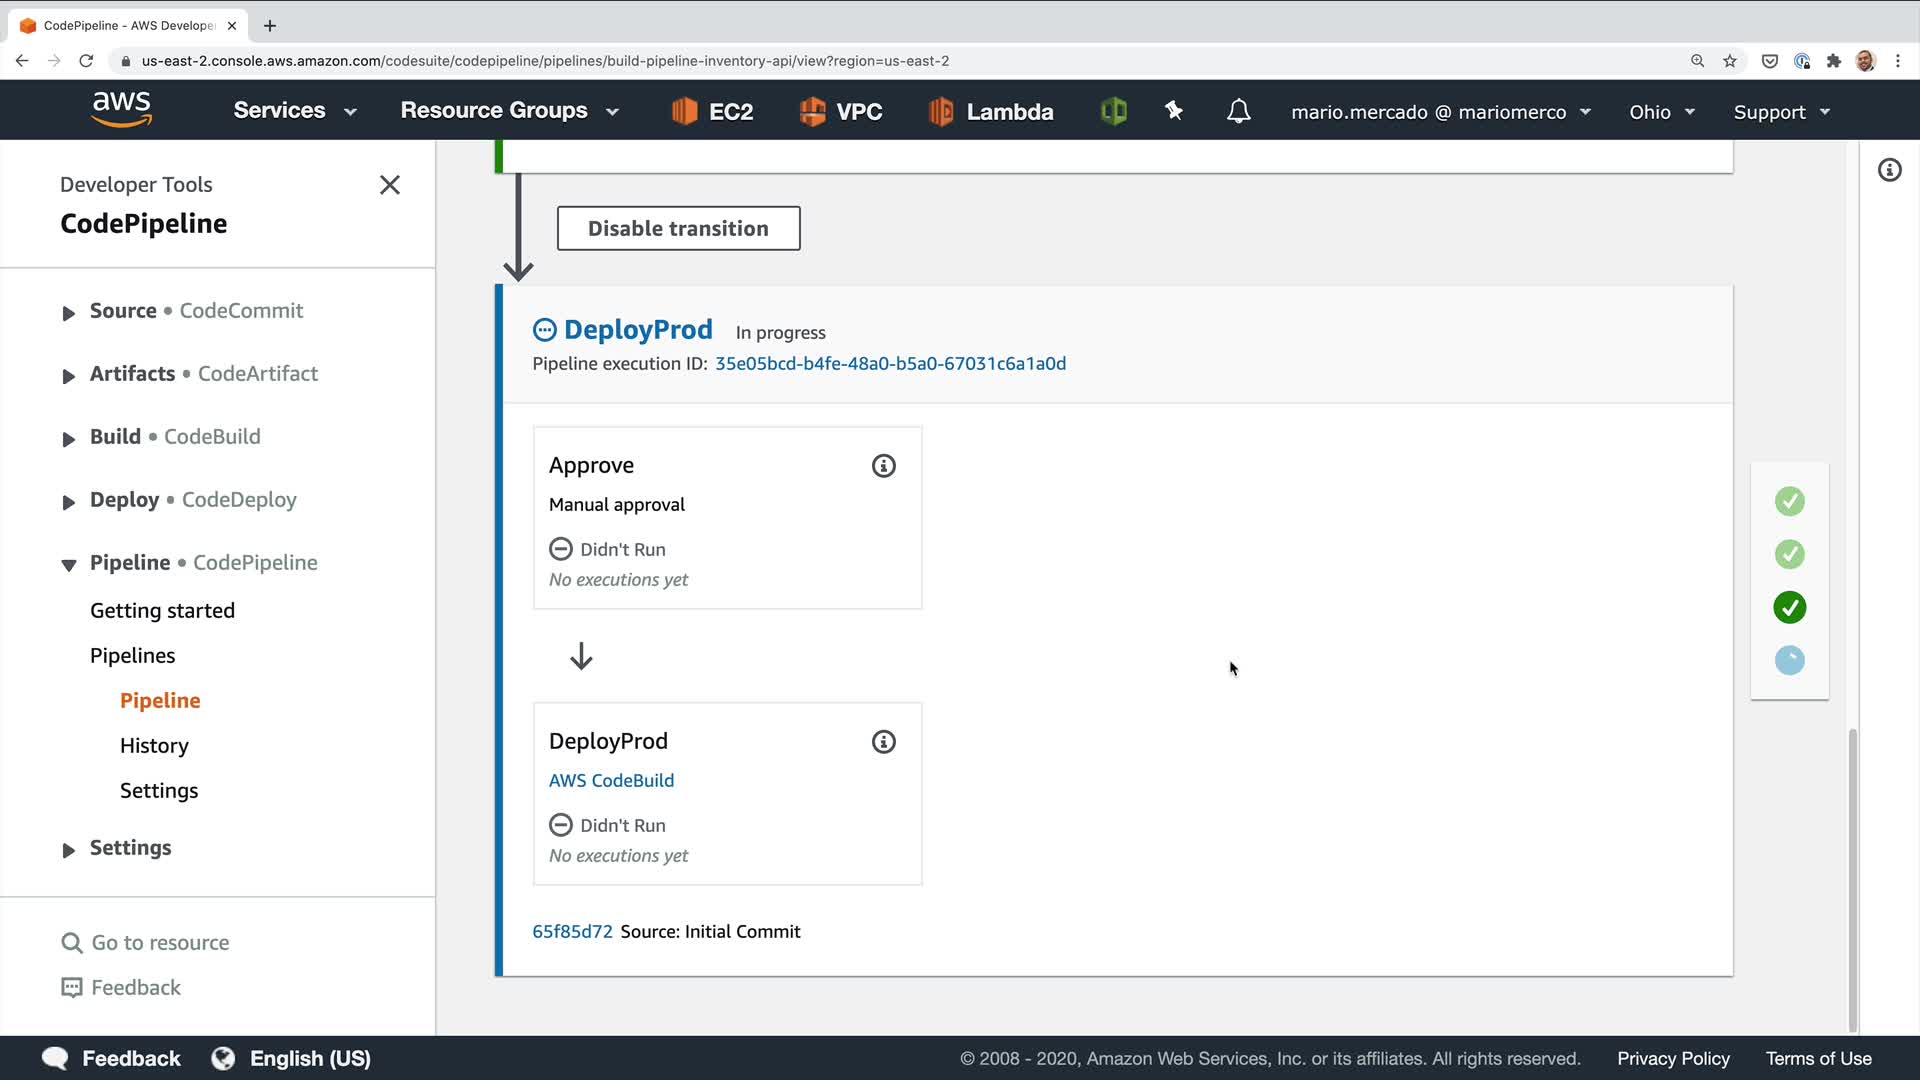 CodePipeline - AWS Develope
us-east-2.console.aws.amazon.com/codesuite/codepipeline/pipelines/build-pipeline-inventory-api/view?region=us-east-2
aws
Services
Resource Groups
EC2
VPC
Lambda
mario.mercado @ mariomerco
Ohio
Support
Developer Tools
CodePipeline
Source • CodeCommit
Artifacts • CodeArtifact
Build • CodeBuild
Deploy • CodeDeploy
Pipeline • CodePipeline
Getting started
Pipelines
Pipeline
History
Settings
Settings
Go to resource
Feedback
Disable transition
DeployProd In progress
Pipeline execution ID: 35e05bcd-b4fe-48a0-b5a0-67031c6a1a0d
Approve
Manual approval
Didn't Run
No executions yet
DeployProd
AWS CodeBuild
Didn't Run
No executions yet
65f85d72 Source: Initial Commit
Feedback
English (US)
© 2008 - 2020, Amazon Web Services, Inc. or its affiliates. All rights reserved.
Privacy Policy
Terms of Use